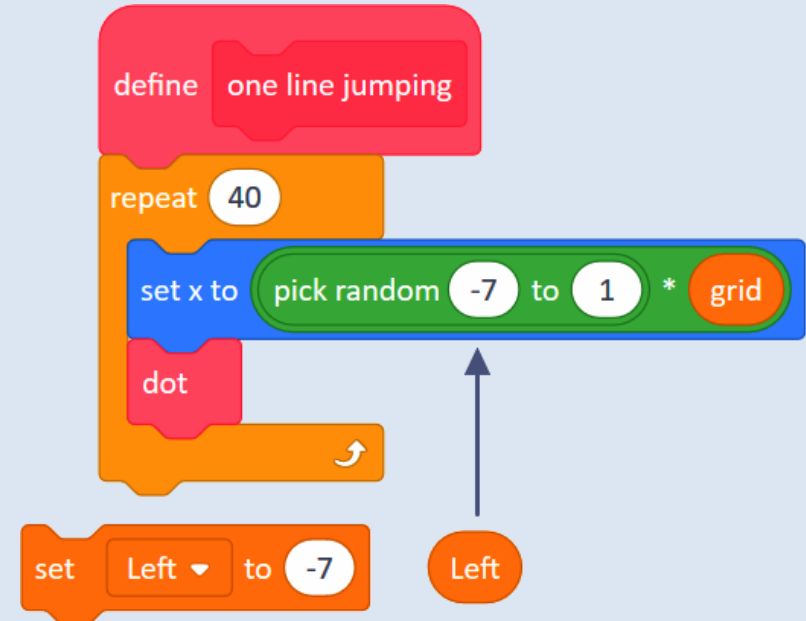 define one line jumping
repeat 40
set x to pick random -7 to 1 * grid
dot
set Left to -7
Left